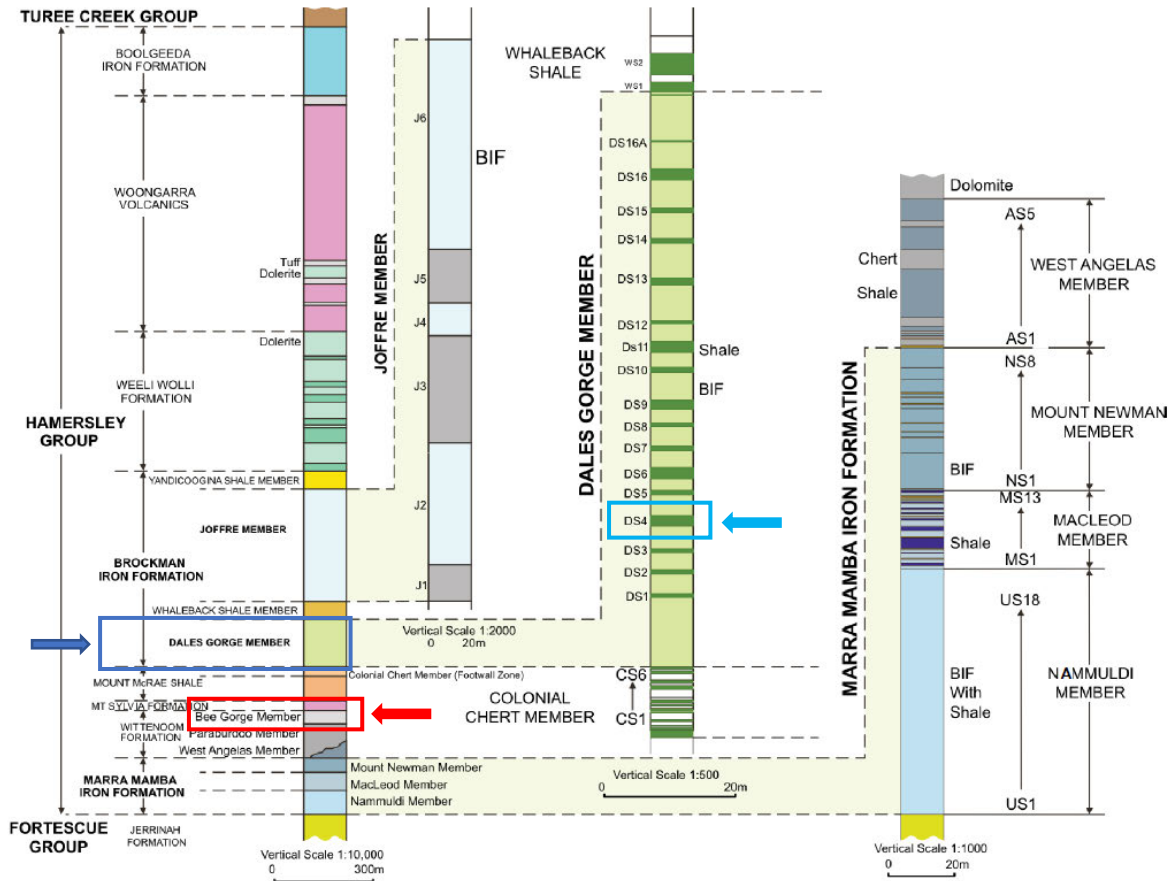 TUREE CREEK GROUP
BOOLGEEDA
IRON FORMATION
WOONGARRA
VOLCANICS
Tuff
Dolerite
Dolerite
WEELI WOLLI
FORMATION
HAMERSLEY
GROUP
YANDICOOGINA SHALE MEMBER
JOFFRE MEMBER
BROCKMAN
IRON FORMATION
WHALEBACK SHALE MEMBER
DALES GORGE MEMBER
Colonial Chert Member (Footwall Zone)
MOUNT McRAE SHALE
MT SYLVIA FORMATION
Bee Gorge Member
WITTENOOM
FORMATION
Paraburoco Member
West Angelas Member
MARRA MAMBA
IRON FORMATION
Mount Newman Member
MacLeod Member
Nammuldi Member
FORTESCUE
GROUP
JERRINAH
FORMATION
Vertical Scale 1:10,000
0 300m
JOFFRE MEMBER
J6
BIF
J5
J4
J3
J2
J1
Vertical Scale 1:2000
0 20m
WHALEBACK
SHALE
WS2
WS1
DALES GORGE MEMBER
DS16A
DS16
DS15
DS14
DS13
DS12
Ds11
Shale
DS10
BIF
DS9
DS8
DS7
DS6
DS5
DS4
DS3
DS2
DS1
COLONIAL
CHERT MEMBER
CS6
CS1
Vertical Scale 1:500
0 20m
MARRA MAMBA IRON FORMATION
Dolomite
AS5
Chert
WEST ANGELAS
MEMBER
Shale
AS1
NS8
MOUNT NEWMAN
MEMBER
BIF
NS1
MS13
MACLEOD
MEMBER
Shale
MS1
US18
BIF
With
Shale
NAMMULDI
MEMBER
US1
Vertical Scale 1:1000
0 20m